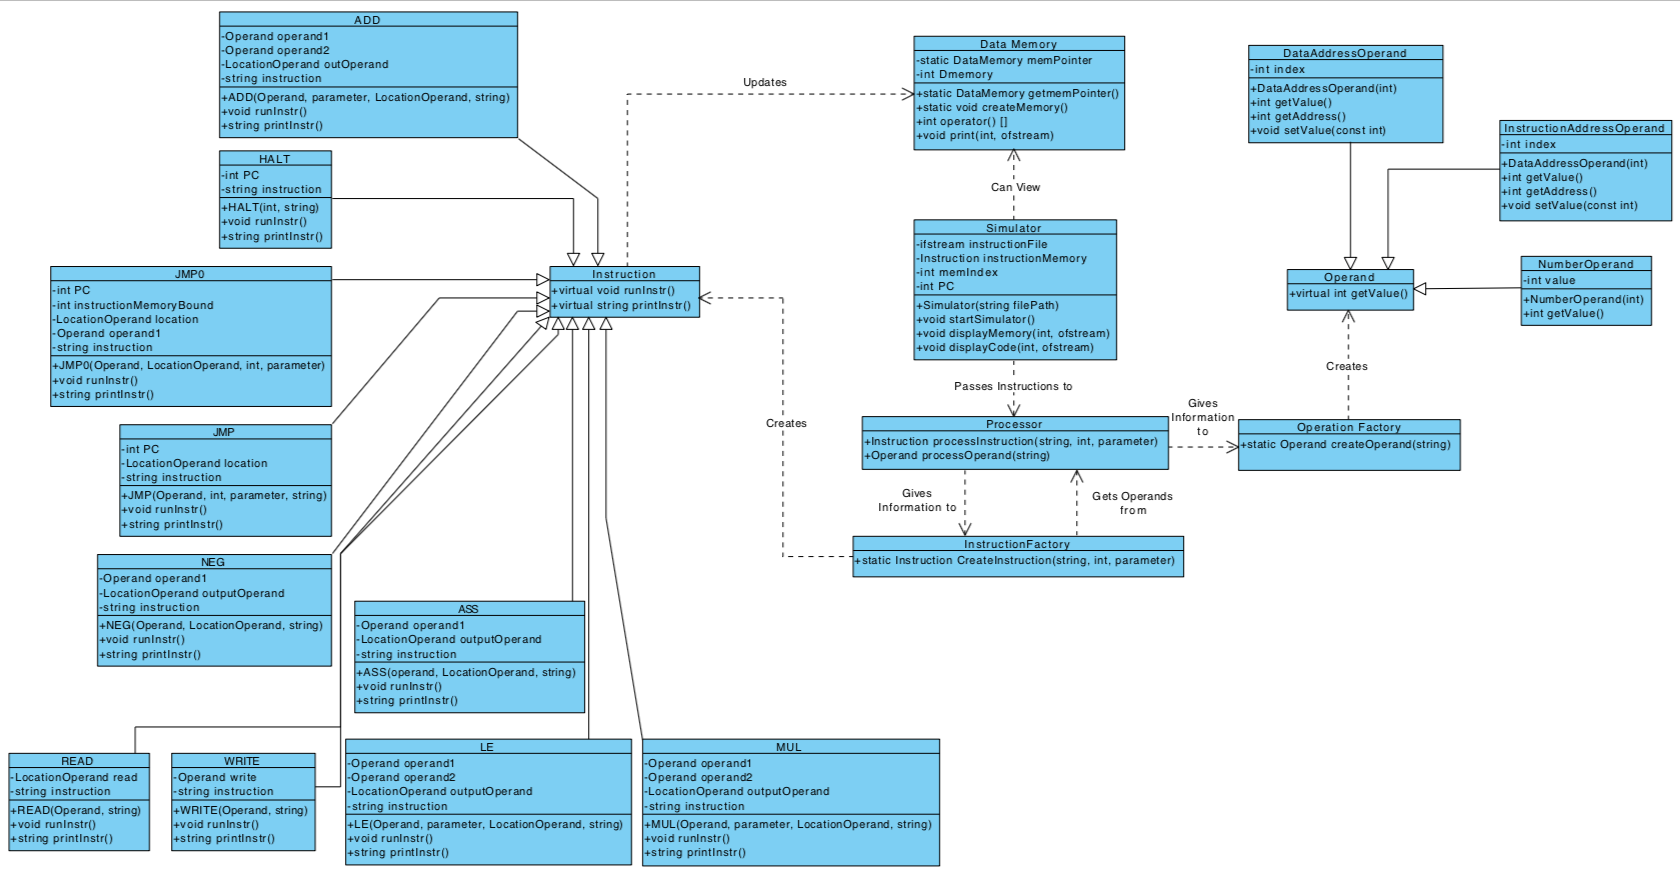 ADD
-Operand operand1
-Operand operand2
-LocationOperand outOperand
-string instruction
+ADD(Operand, parameter, LocationOperand, string)
+void runInstr()
+string printInstr()
HALT
-int PC
-string instruction
+HALT(int, string)
+void runInstr()
+string printInstr()
JMP0
-int PC
-int instructionMemoryBound
-LocationOperand location
-Operand operand1
-string instruction
+JMP0(Operand, LocationOperand, int, parameter)
+void runInstr()
+string printInstr()
JMP
-int PC
-LocationOperand location
-string instruction
+JMP(Operand, int, parameter, string)
+void runInstr()
+string printInstr()
NEG
-Operand operand1
-LocationOperand outputOperand
-string instruction
+NEG(Operand, LocationOperand, string)
+void runInstr()
+string printInstr()
ASS
-Operand operand1
-LocationOperand outputOperand
-string instruction
+ASS(operand, LocationOperand, string)
+void runInstr()
+string printInstr()
READ
-LocationOperand read
-string instruction
+READ(Operand, string)
+void runInstr()
+string printInstr()
WRITE
-Operand write
-string instruction
+WRITE(Operand, string)
+void runInstr()
+string printInstr()
LE
-Operand operand1
-Operand operand2
-LocationOperand outputOperand
-string instruction
+LE(Operand, parameter, LocationOperand, string)
+void runInstr()
+string printInstr()
MUL
-Operand operand1
-Operand operand2
-LocationOperand outputOperand
-string instruction
+MUL(Operand, parameter, LocationOperand, string)
+void runInstr()
+string printInstr()
Instruction
+virtual void runInstr()
+virtual string printInstr()
Updates
Creates
Data Memory
-static DataMemory memPointer
-int Dmemory
+static DataMemory getmemPointer()
+static void createMemory()
+int operator() []
+void print(int, ofstream)
Can View
Simulator
-ifstream instructionFile
-Instruction instructionMemory
-int memIndex
-int PC
+Simulator(string filePath)
+void startSimulator()
+void displayMemory(int, ofstream)
+void displayCode(int, ofstream)
Passes Instructions to
Processor
+Instruction processInstruction(string, int, parameter)
+Operand processOperand(string)
Gives
Information to
Gets Operands
from
InstructionFactory
+static Instruction CreateInstruction(string, int, parameter)
Gives
Information
to
Operation Factory
+static Operand createOperand(string)
Creates
Operand
+virtual int getValue()
DataAddressOperand
-int index
+DataAddressOperand(int)
+int getValue()
+int getAddress()
+void setValue(const int)
InstructionAddressOperand
-int index
+DataAddressOperand(int)
+int getValue()
+int getAddress()
+void setValue(const int)
NumberOperand
-int value
+NumberOperand(int)
+int getValue()